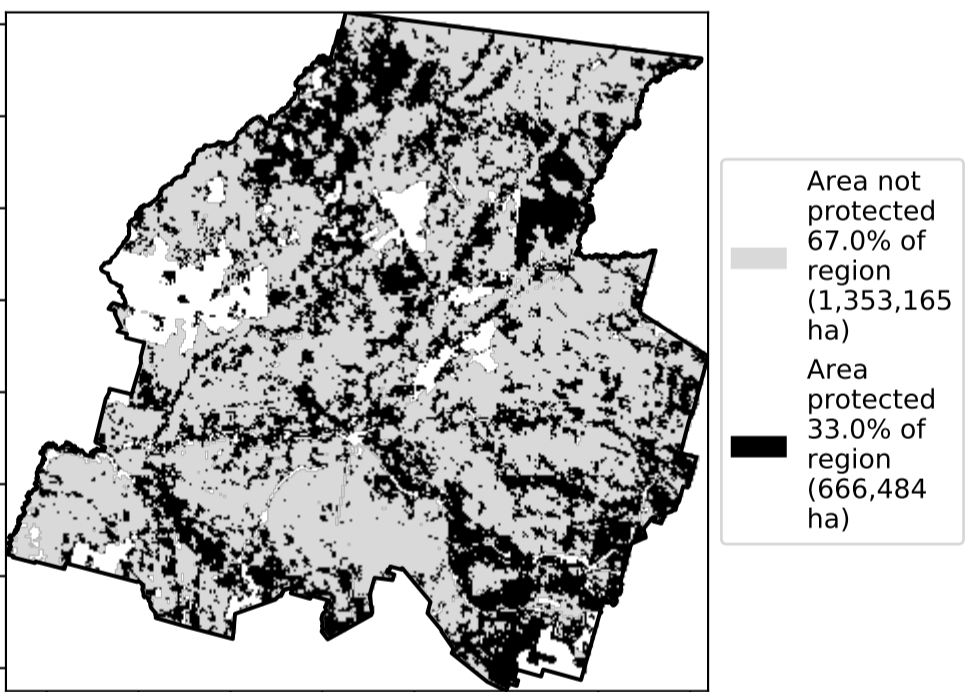 Area not
protected
67.0% of
region
(1,353,165
ha)
Area
protected
33.0% of
region
(666,484
ha)